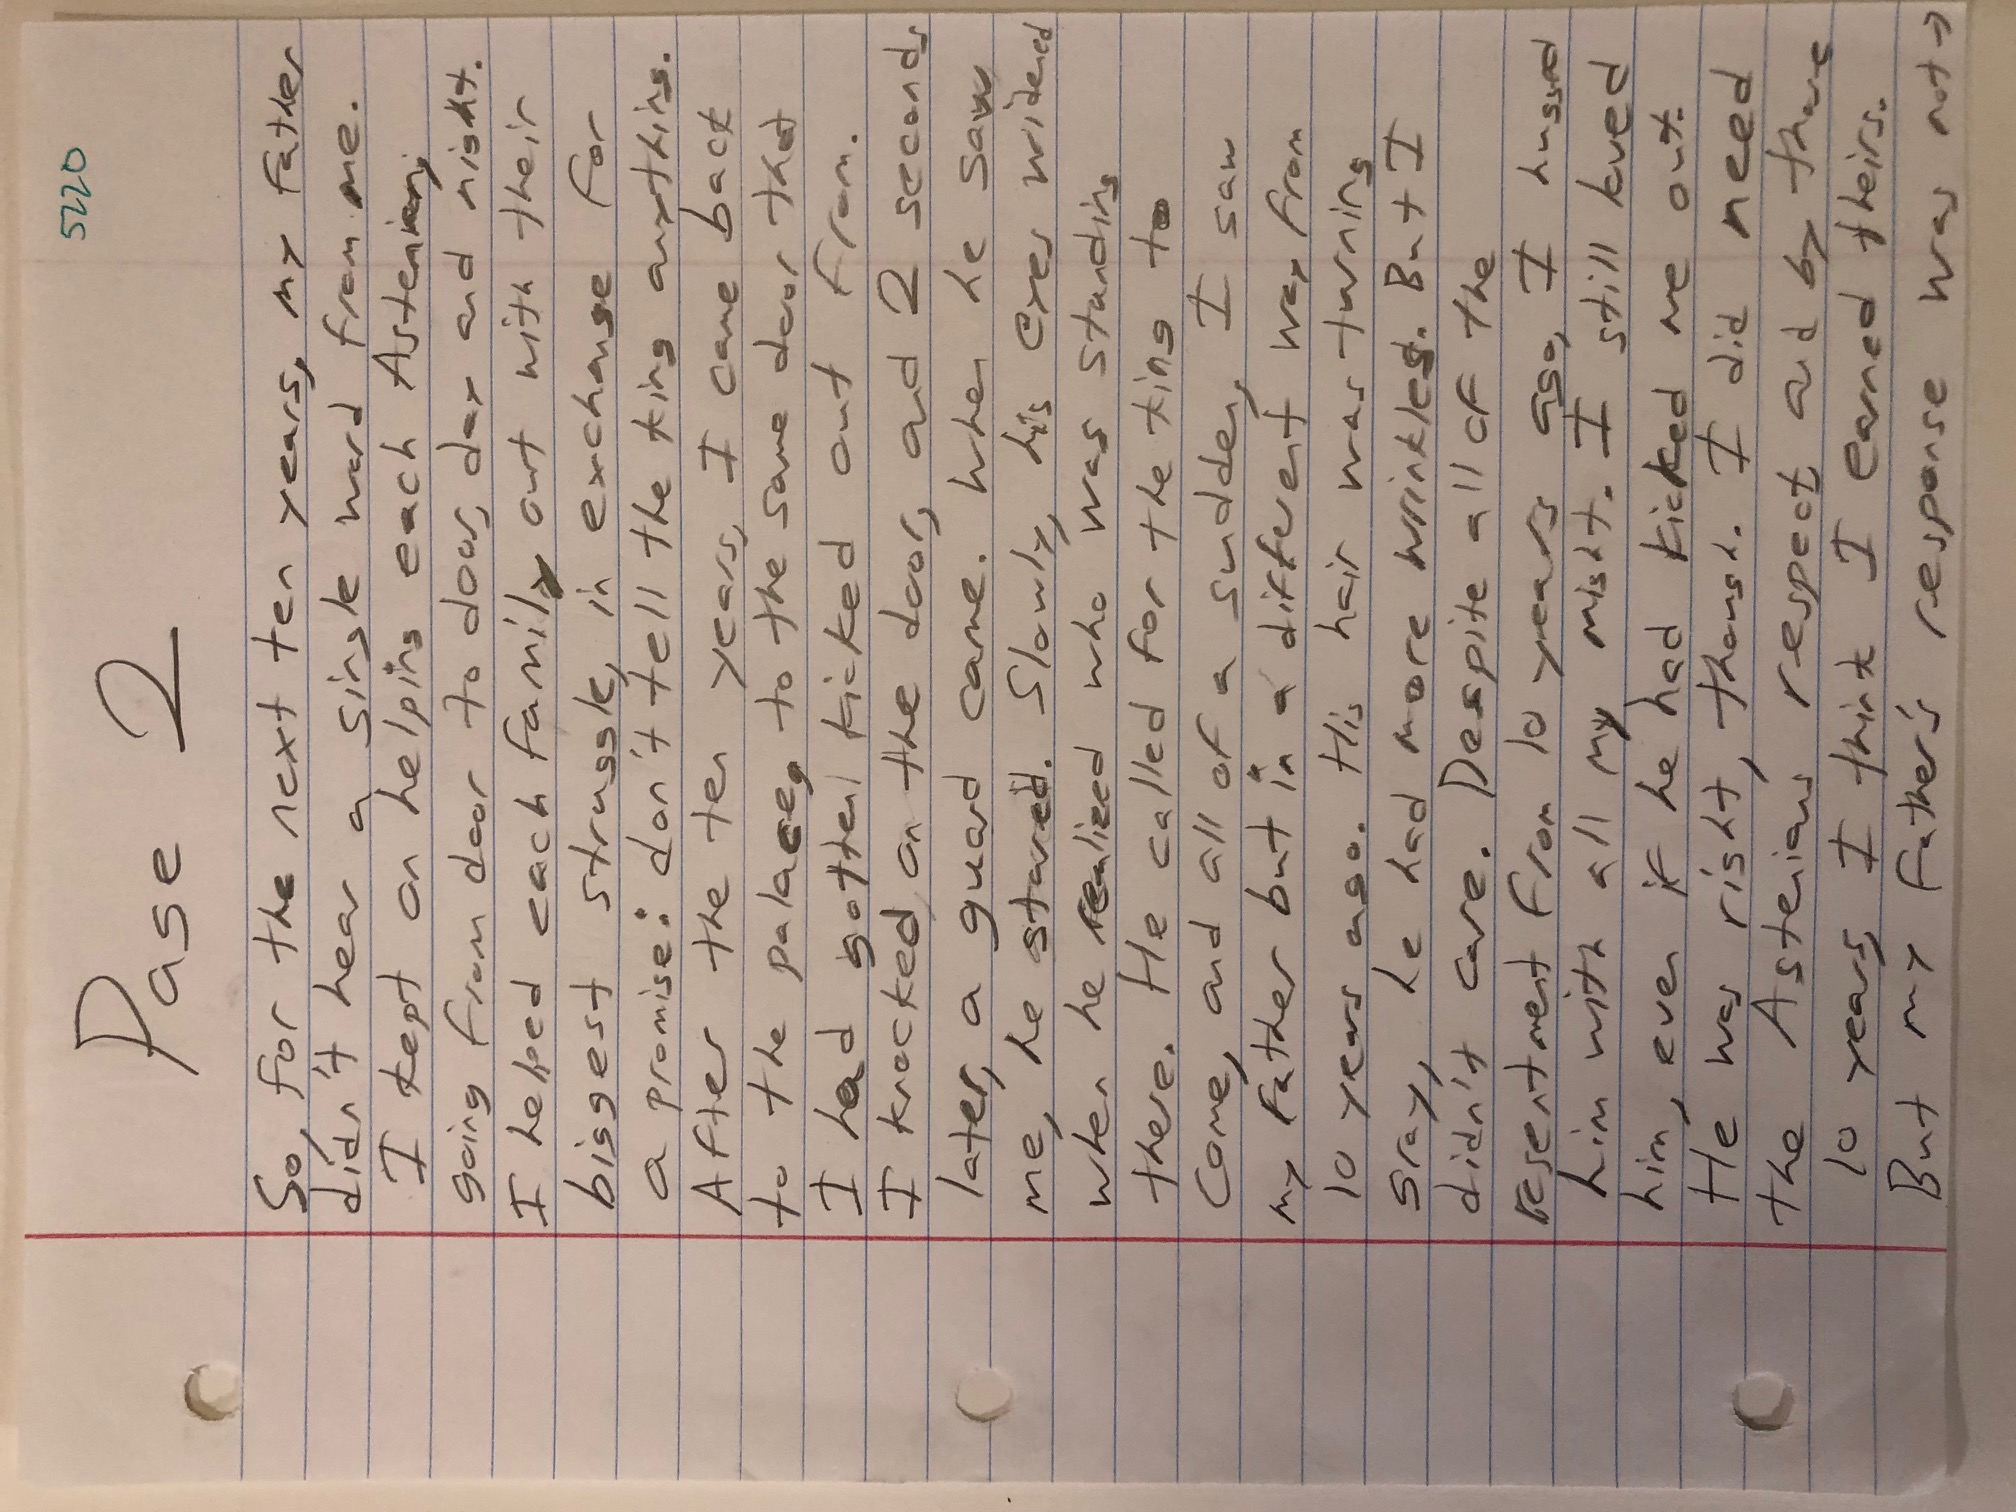 5220
Page 2
So, for the next ten years, my father
didn't hear a single word from me.
I kept on helping each Asterian,
going from door to door, day and night.
I helped each family out with their
biggest struggle, in exchange for
a promise: don't tell the king anything.
After the ten years, I came back
to the palace, to the same door that
I had gotten kicked out from.
I knocked on the door, and 2 seconds
later, a guard came. When he saw
me, he stared. Slowly, his eyes widened
when he realized who was standing
there. He called for the king to
come, and all of a sudden, I saw
my father but in a different way from
10 years ago. His hair was turning
gray, he had more wrinkles. But I
didn't care. Despite all of the
resentment from 10 years ago, I hugged
him with all my might. I still loved
him, even if he had kicked me out.
He was right, though. I did need
the Asterians respect, and by those
10 years, I think I earned theirs.
But my father's response was not →